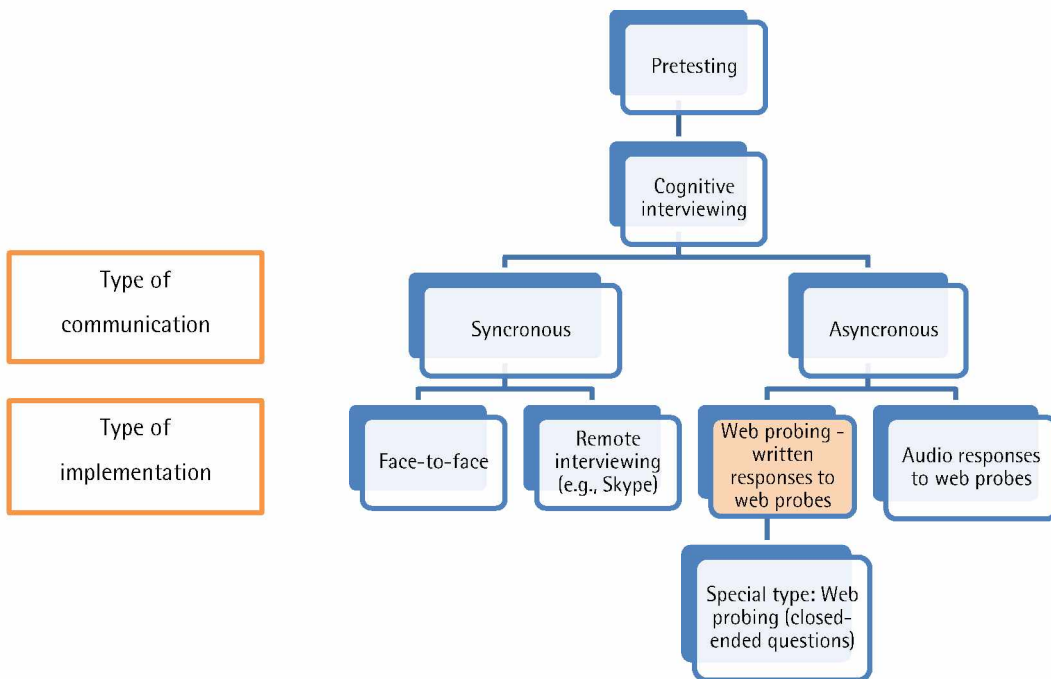 Pretesting
Cognitive
interviewing
Type of
communication
Syncronous
Asyncronous
Type of
implementation
Face-to-face
Remote
interviewing
(e.g., Skype)
Web probing -
written
responses to
web probes
Audio responses
to web probes
Special type: Web
probing (closed-
ended questions)